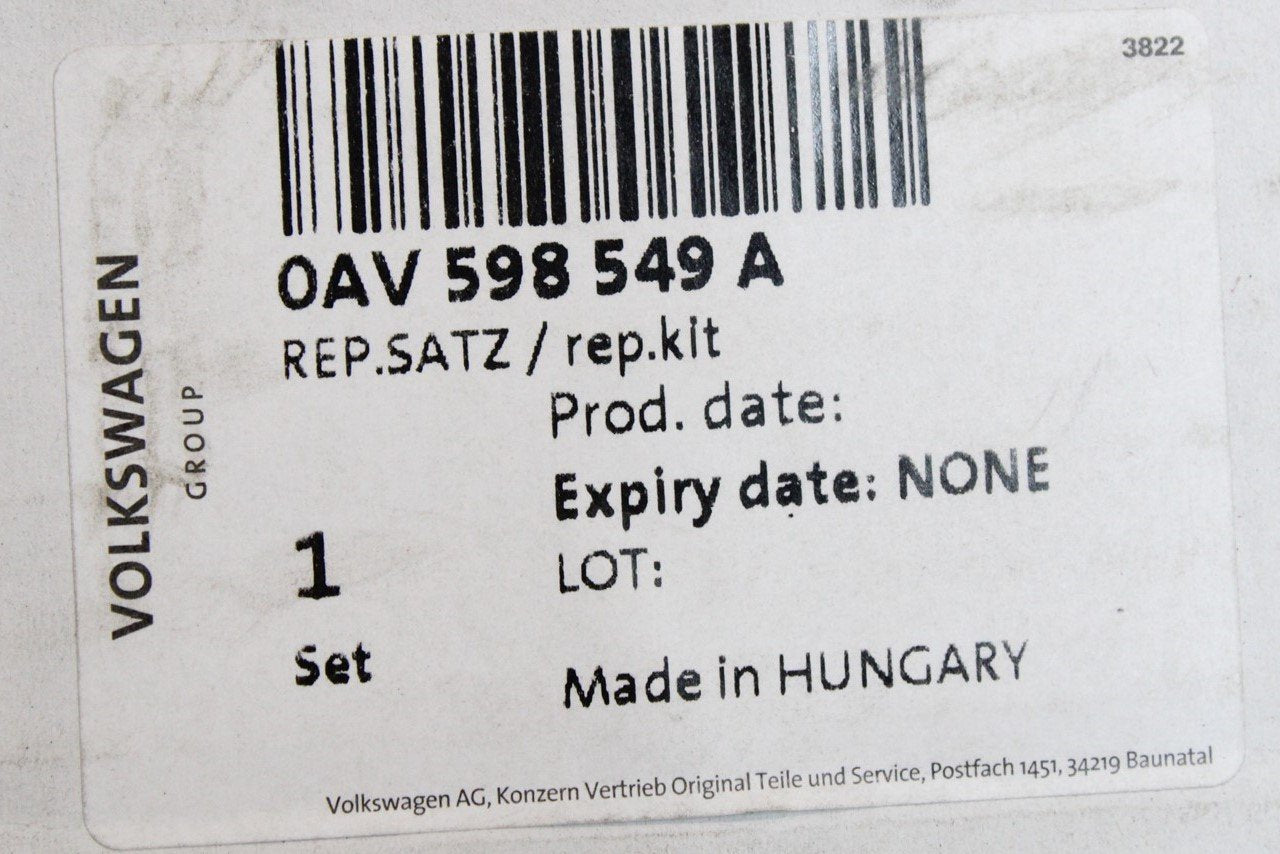 3822
0AV 598 549 A
REP.SATZ / rep.kit
Prod. date:
Expiry date: NONE
1
LOT:
Set
Made in HUNGARY
VOLKSWAGEN
GROUP
Volkswagen AG, Konzern Vertrieb Original Teile und Service, Postfach 1451, 34219 Baunatal